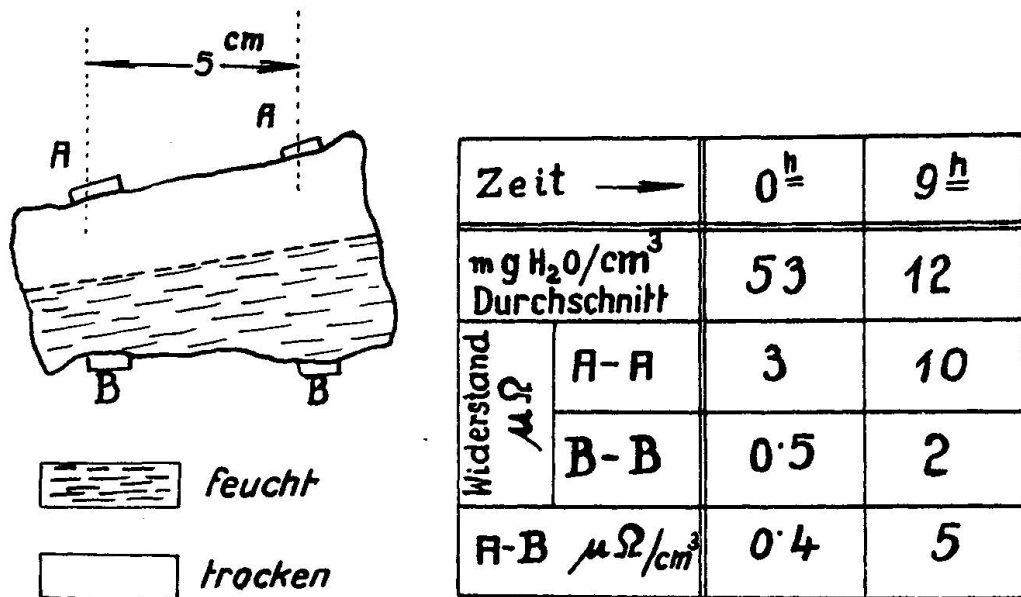 5 cm
A
A
B
B
feucht
trocken
Zeit → 0h 9h
mg H₂O/cm³ Durchschnitt 53 12
Widerstand μΩ
A-A 3 10
B-B 0·5 2
A-B μΩ/cm³ 0·4 5